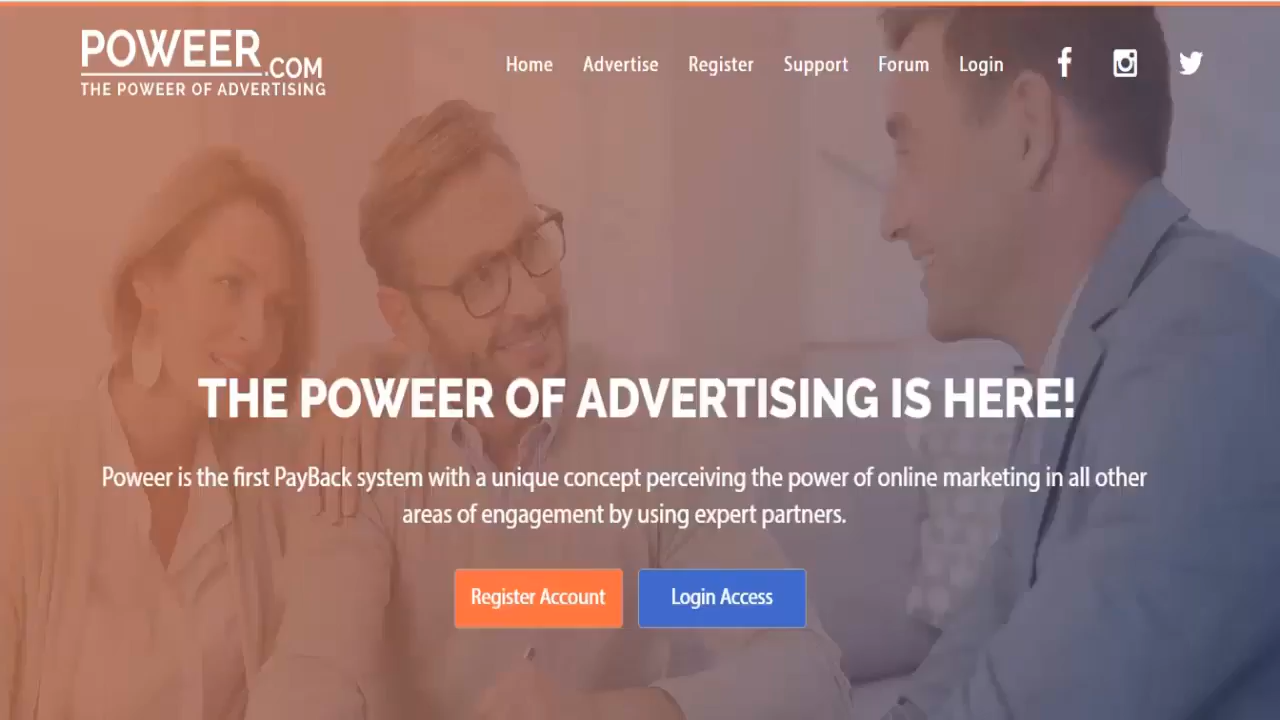 POWEER.COM
THE POWEER OF ADVERTISING
Home Advertise Register Support Forum Login
THE POWEER OF ADVERTISING IS HERE!
Poweer is the first PayBack system with a unique concept perceiving the power of online marketing in all other
areas of engagement by using expert partners.
Register Account Login Access